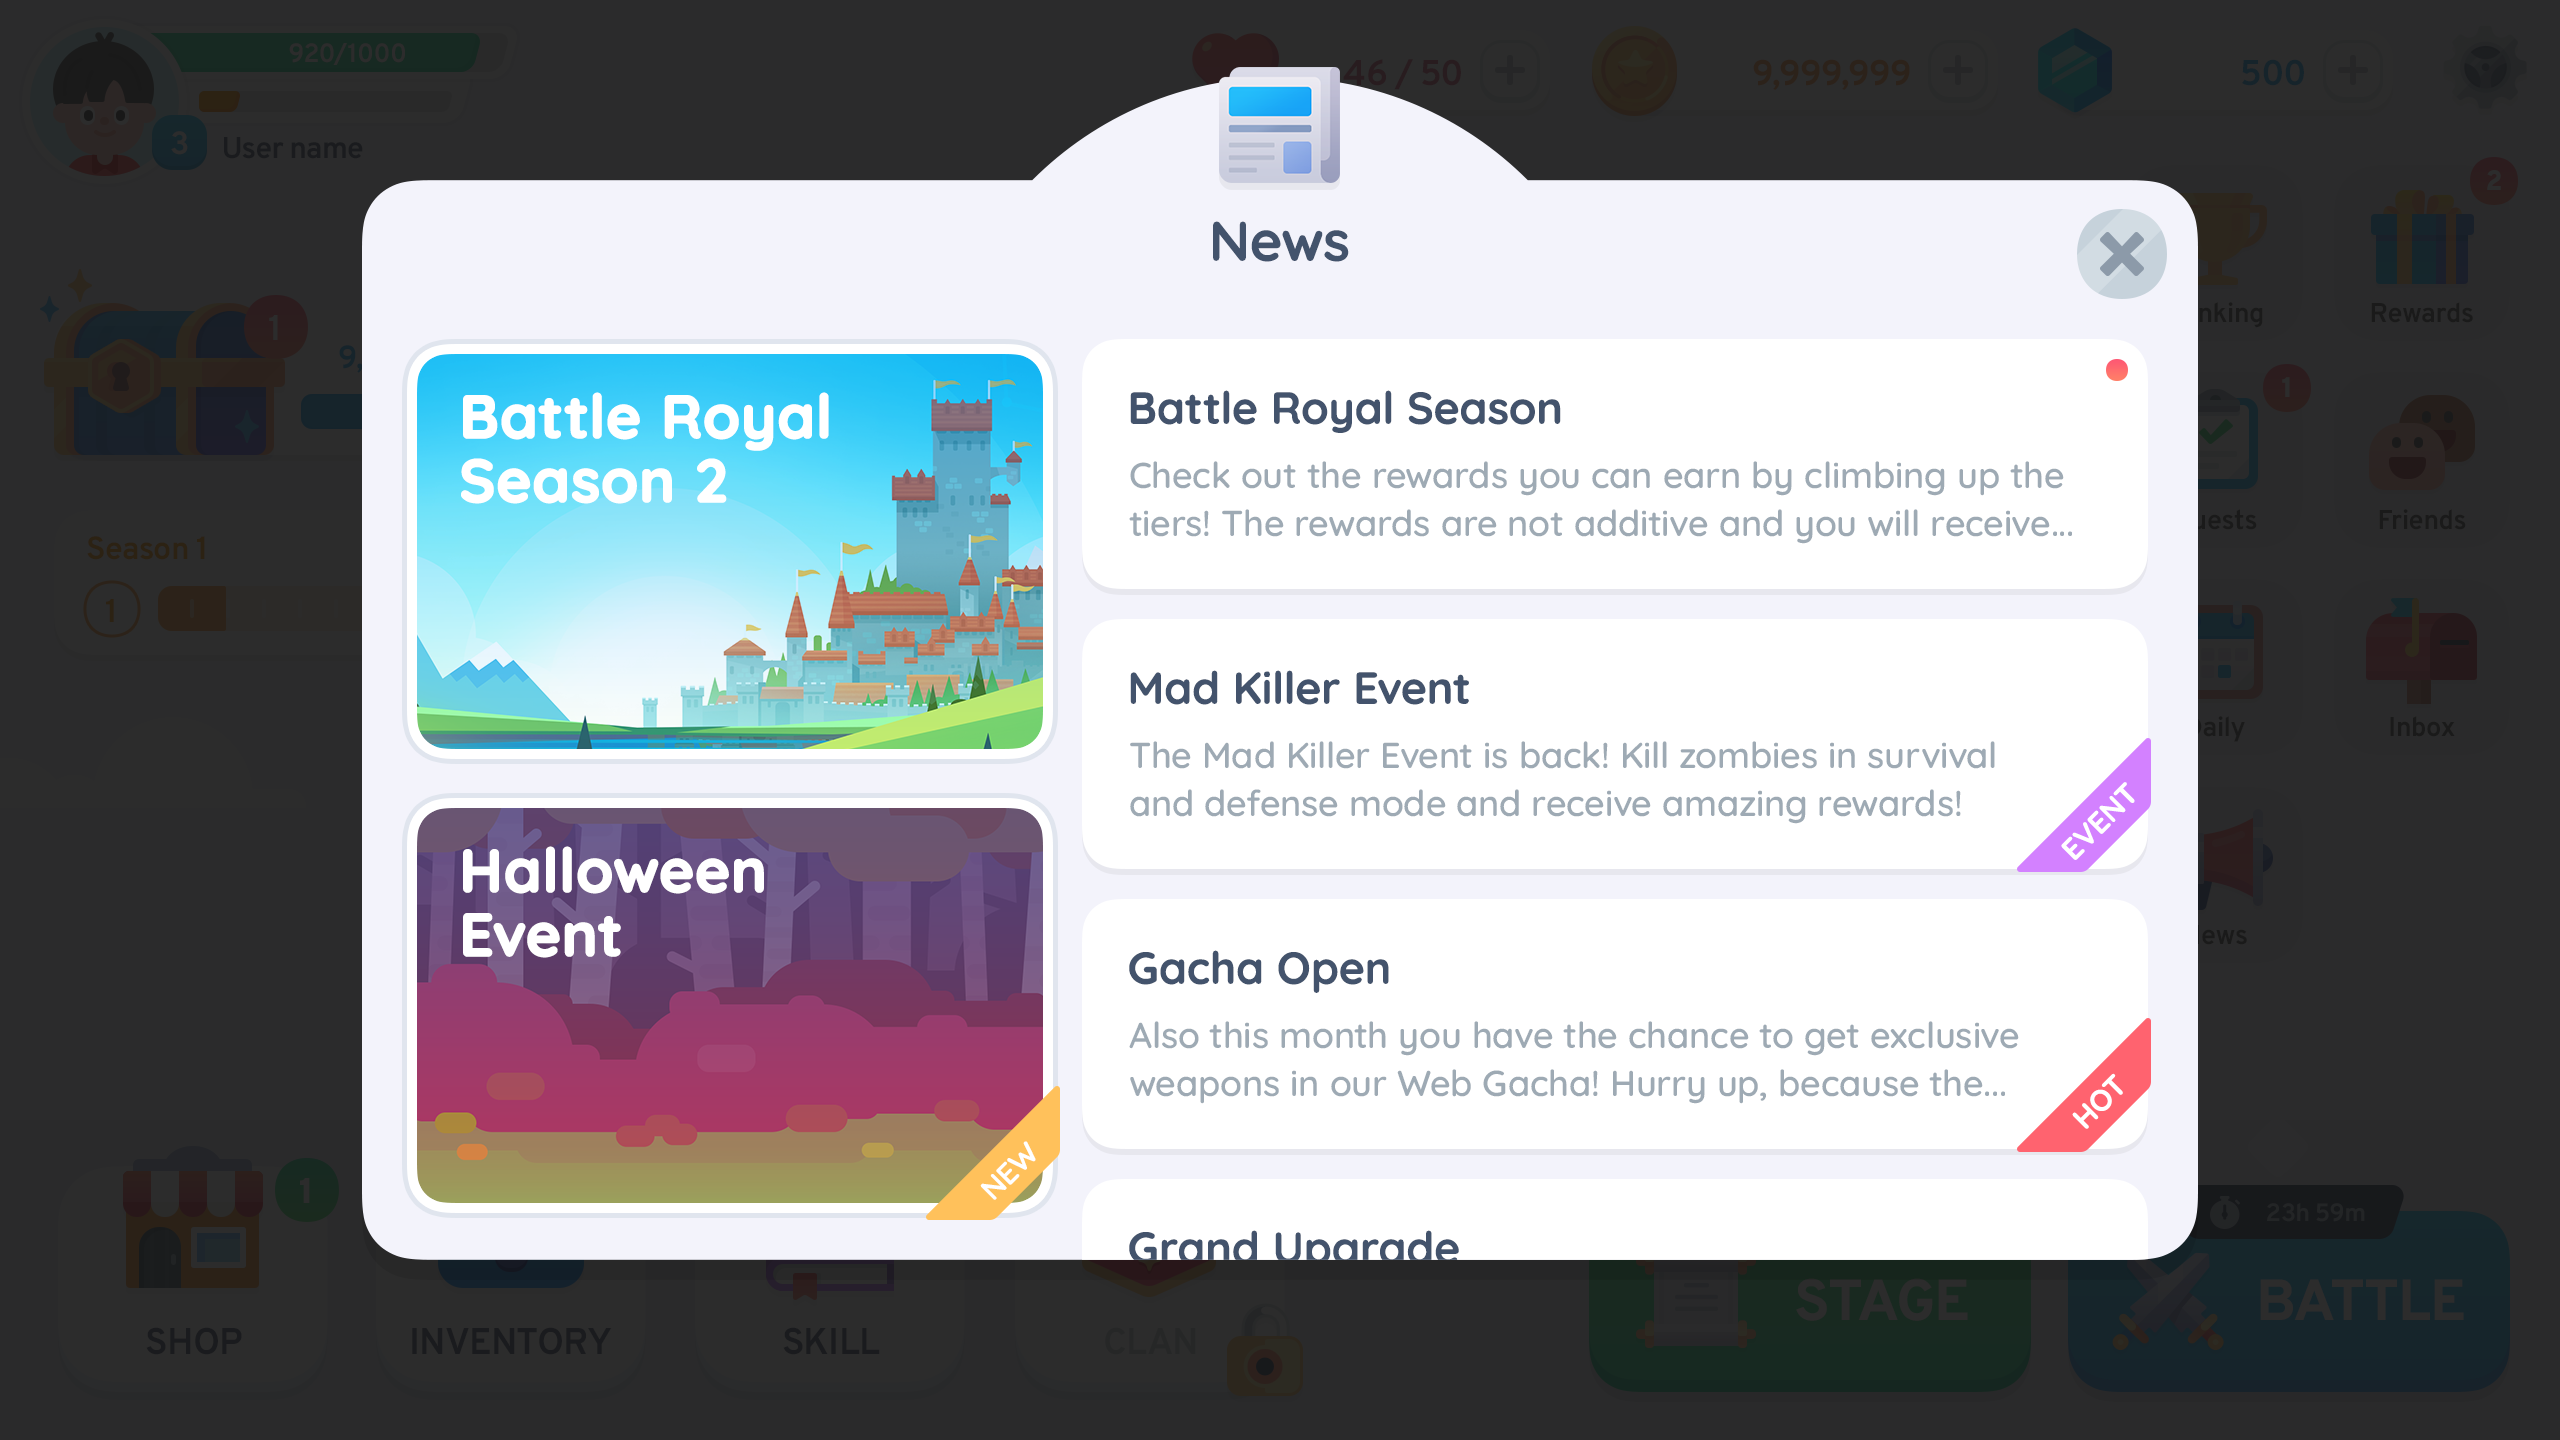 920/1000
3
User name
46 / 50
9,999,999
500
News
2
Rewards
1
Battle Royal
Season 2
Battle Royal Season
Check out the rewards you can earn by climbing up the
tiers! The rewards are not additive and you will receive...
1
Friends
Season 1
1
Mad Killer Event
The Mad Killer Event is back! Kill zombies in survival
and defense mode and receive amazing rewards!
EVENT
Inbox
Halloween
Event
NEW
Gacha Open
Also this month you have the chance to get exclusive
weapons in our Web Gacha! Hurry up, because the...
HOT
Grand Upgrade
1
SHOP
INVENTORY
SKILL
CLAN
STAGE
23h 59m
BATTLE